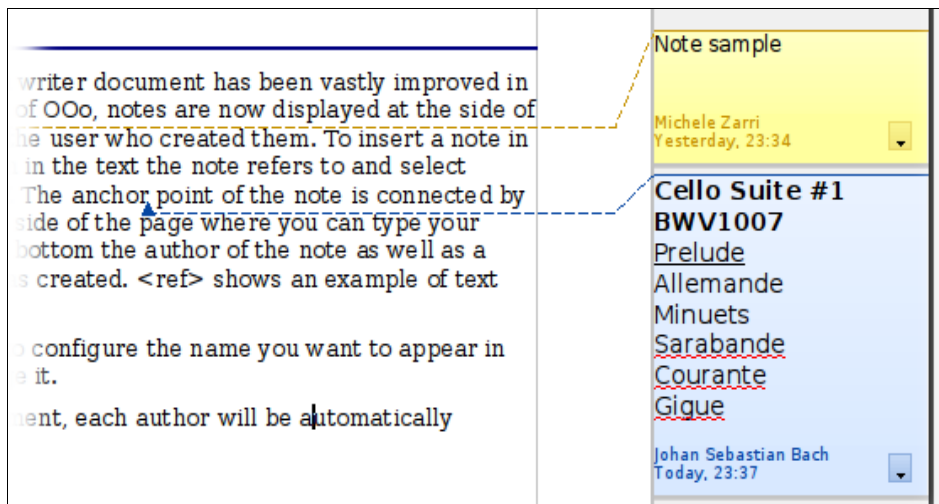 writer document has been vastly improved in
of OOo, notes are now displayed at the side of
he user who created them. To insert a note in
in the text the note refers to and select
The anchor point of the note is connected by
side of the page where you can type your
bottom the author of the note as well as a
s created. <ref> shows an example of text
configure the name you want to appear in
it.
ment, each author will be automatically
Note sample
Michele Zarri
Yesterday, 23:34
Cello Suite #1
BWV1007
Prelude
Allemande
Minuets
Sarabande
Courante
Gigue
Johan Sebastian Bach
Today, 23:37